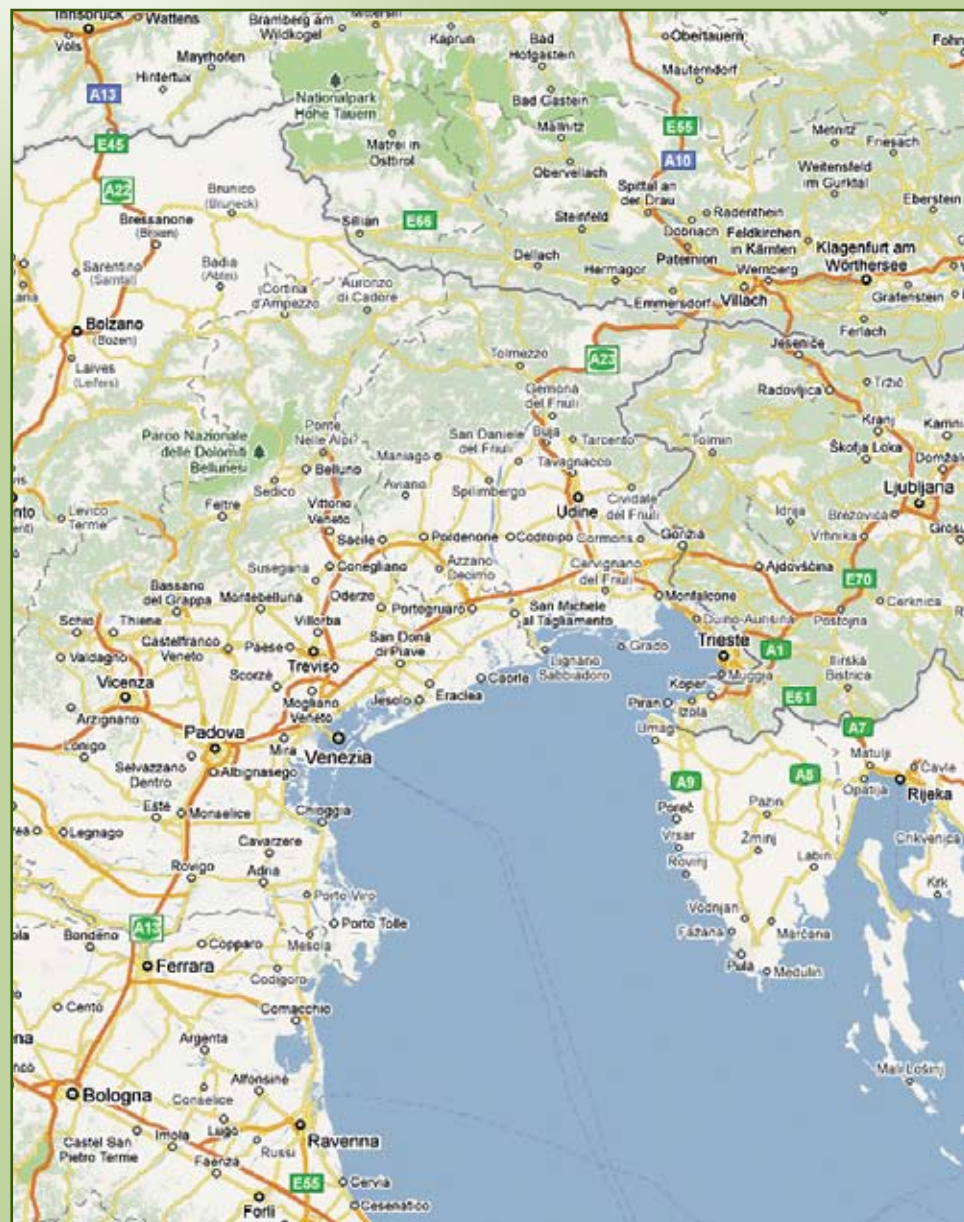 Innsbruck
Wattens
Vols
Bramberg am
Wildkogel
Kaprun
Bad
Hofgastein
Obertauern
Mayrhofen
Hintertux
Mauterndorf
A13
Nationalpark
Hohe Tauern
Bad Gastein
Mallnitz
Matrei in
Osttirol
E45
E55
A10
Metnitz
Friesach
Obervellach
Weitensfeld
im Gurktal
A22
Brunico
(Bruneck)
Spittal an
der Drau
Eberstein
Bressanone
(Brixen)
Sillian
E66
Steinfeld
Radenthein
Dobriach
Feldkirchen
in Kärnten
Klagenfurt am
Wörthersee
Sarentino
(Sarntal)
Badia
(Abtei)
Dellach
Paternion
Hermagor
Wernberg
Cortina
d'Ampezzo
Auronzo
di Cadore
Emmersdorf
Villach
Grafenstein
Bolzano
(Bozen)
Ferlach
Jesenice
Laives
(Leifers)
Tolmezzo
A23
Radovljica
Tržič
Gemona
del Friuli
Buja
Kranj
Parco Nazionale
delle Dolomiti
Bellunesi
Ponte
Nelle Alpi
San Daniele
del Friuli
Tarcento
Tolmin
Škofja Loka
Maniago
Belluno
Tavagnacco
Sedico
Aviano
Spilimbergo
Udine
Cividale
del Friuli
Ljubljana
Levico
Terme
Feltre
Vittorio
Veneto
Idrija
Brezovica
Sacile
Pordenone
Codroipo
Cormons
Gorizia
Vrhnika
Susegana
Conegliano
Azzano
Decimo
Cervignano
del Friuli
Ajdovščina
E70
Bassano
del Grappa
Montebelluna
Oderzo
Portogruaro
San Michele
al Tagliamento
Monfalcone
Cerknica
Schio
Thiene
Villorba
San Donà
di Piave
Duino-Aurisina
Postojna
Castelfranco
Veneto
Paese
Treviso
Lignano
Sabbiadoro
Grado
Trieste
A1
Valdagno
Scorzè
Muggia
Ilirska
Bistrica
Vicenza
Mogliano
Veneto
Jesolo
Eraclea
Caorle
Koper
Piran
Izola
E61
Arzignano
Umag
A7
Lonigo
Padova
Mira
Venezia
Matulji
Selvazzano
Dentro
Albignasego
A9
A8
Opatija
Čavle
Rijeka
Este
Monselice
Chioggia
Poreč
Pazin
Legnago
Cavarzere
Vrsar
Žminj
Crikvenica
Rovigo
Adria
Rovinj
Labin
Krk
Porto Viro
Vodnjan
A13
Porto Tolle
Fažana
Marčana
Bondeno
Copparo
Mesola
Ferrara
Codigoro
Pula
Medulin
Cento
Comacchio
Argenta
Mali Lošinj
Bologna
Alfonsine
Conselice
Castel San
Pietro Terme
Imola
Lugo
Ravenna
Russi
Faenza
E55
Cervia
Forlì
Cesenatico